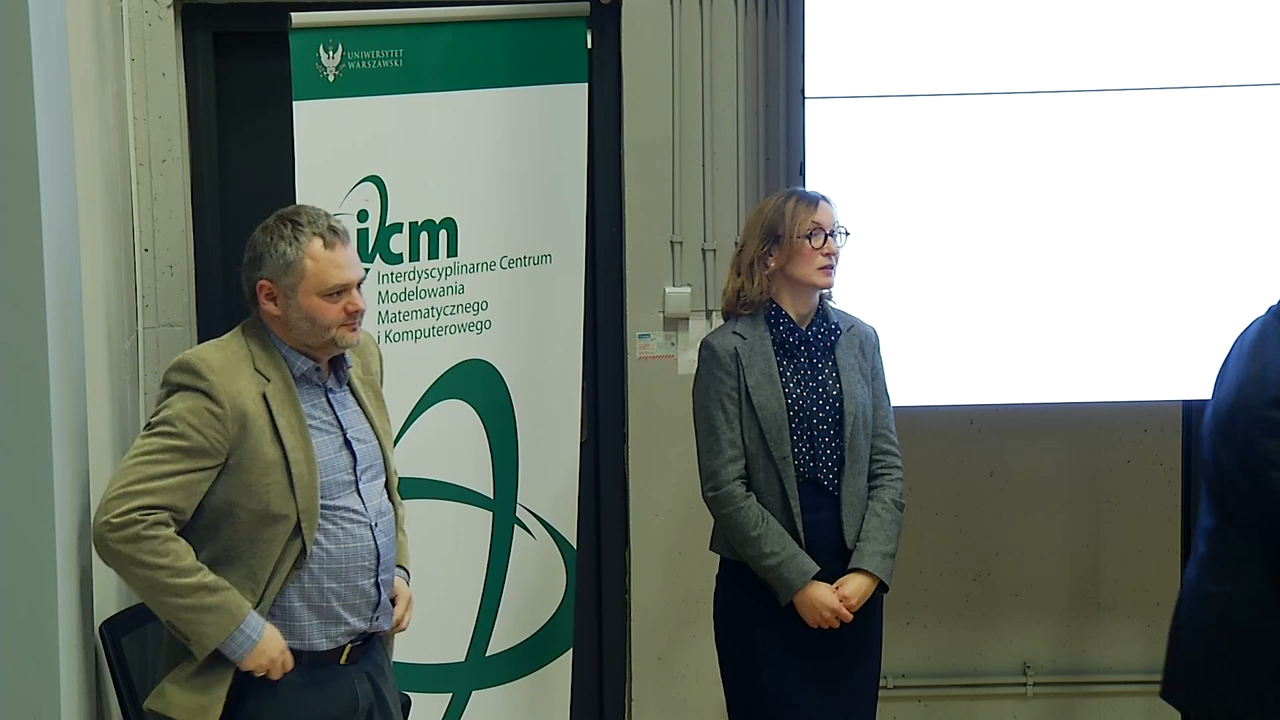 UNIWERSYTET
WARSZAWSKI
icm
Interdyscyplinarne Centrum
Modelowania
Matematycznego
i Komputerowego